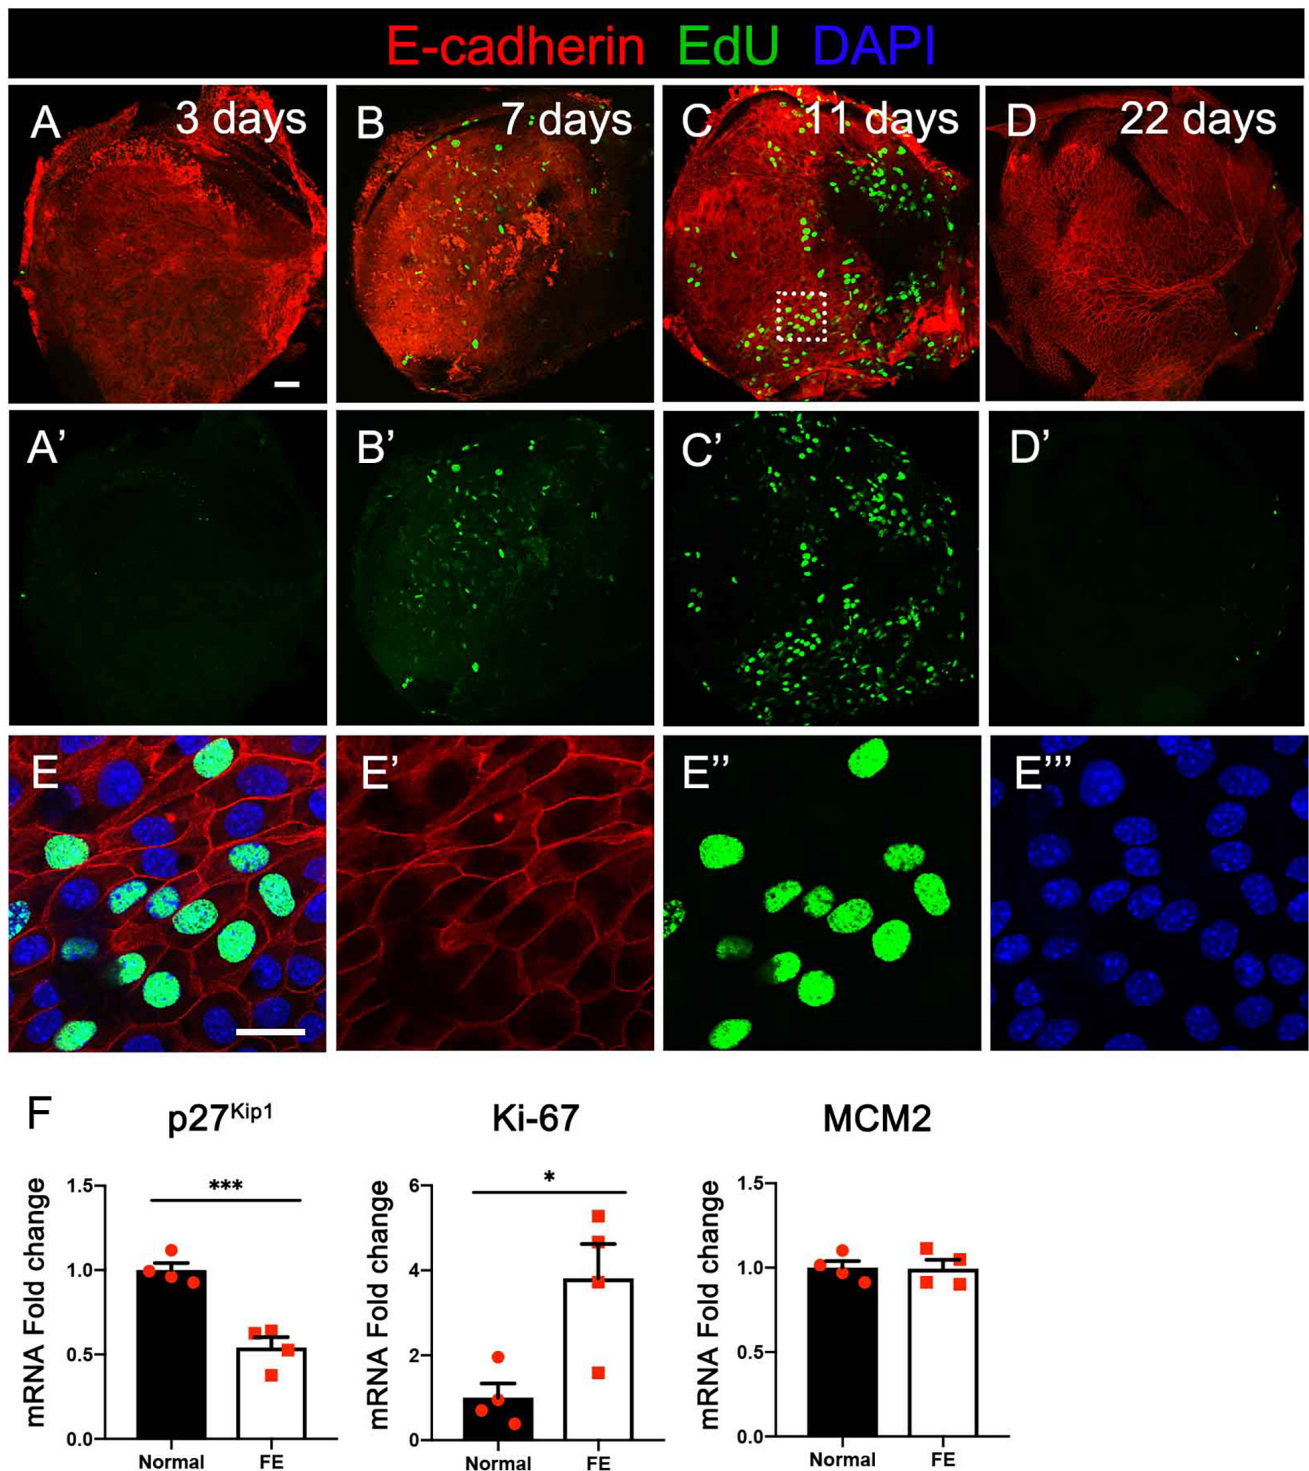 E-cadherin EdU DAPI
A 3 days B 7 days C 11 days D 22 days
A’ B’ C’ D’
E E’ E’’ E’’’
F p27Kip1 Ki-67 MCM2
mRNA Fold change
1.5
1.0
0.5
0.0
***
Normal FE
mRNA Fold change
6
4
2
0
*
Normal FE
mRNA Fold change
1.5
1.0
0.5
0.0
Normal FE